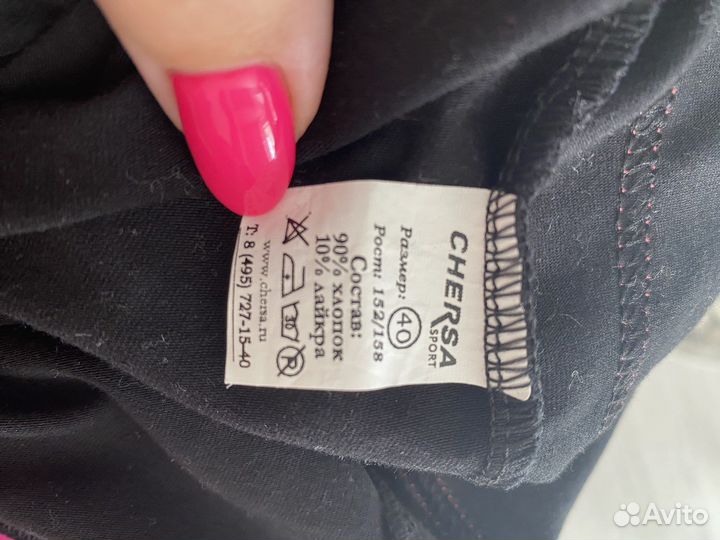 CHERSA
SPORT
Размер: 40
Рост: 152/158
Состав:
90% хлопок
10% лайкра
30
P
www.chersa.ru
Т: 8 (495) 727-15-40
Avito